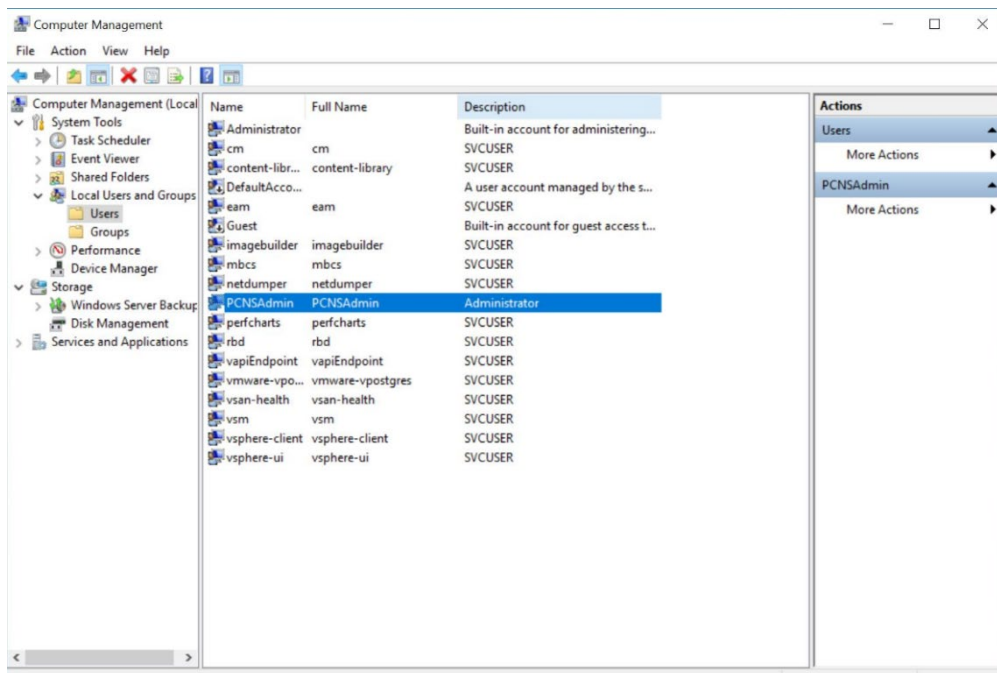 Computer Management
File Action View Help
Computer Management (Local
System Tools
Task Scheduler
Event Viewer
Shared Folders
Local Users and Groups
Users
Groups
Performance
Device Manager
Storage
Windows Server Backup
Disk Management
Services and Applications
Name Full Name Description
Administrator Built-in account for administering...
cm cm SVCUSER
content-libr... content-library SVCUSER
DefaultAcco... A user account managed by the s...
eam eam SVCUSER
Guest Built-in account for guest access t...
imagebuilder imagebuilder SVCUSER
mbcs mbcs SVCUSER
netdumper netdumper SVCUSER
PCNSAdmin PCNSAdmin Administrator
perfcharts perfcharts SVCUSER
rbd rbd SVCUSER
vapiEndpoint vapiEndpoint SVCUSER
vmware-vpo... vmware-vpostgres SVCUSER
vsan-health vsan-health SVCUSER
vsm vsm SVCUSER
vsphere-client vsphere-client SVCUSER
vsphere-ui vsphere-ui SVCUSER
Actions
Users
More Actions
PCNSAdmin
More Actions